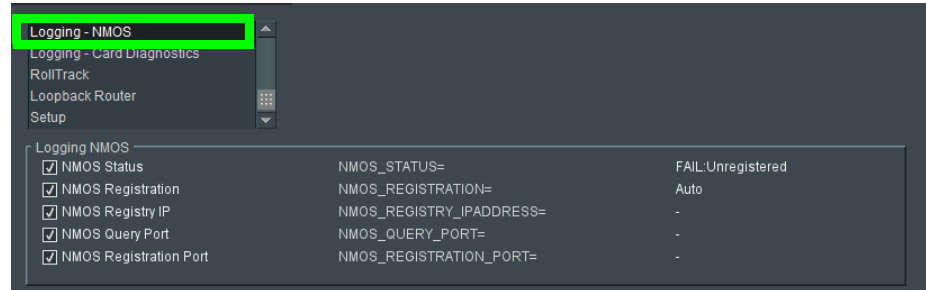 Logging - NMOS
Logging - Card Diagnostics
RollTrack
Loopback Router
Setup
Logging NMOS
NMOS Status NMOS_STATUS= FAIL:Unregistered
NMOS Registration NMOS_REGISTRATION= Auto
NMOS Registry IP NMOS_REGISTRY_IPADDRESS= -
NMOS Query Port NMOS_QUERY_PORT= -
NMOS Registration Port NMOS_REGISTRATION_PORT= -